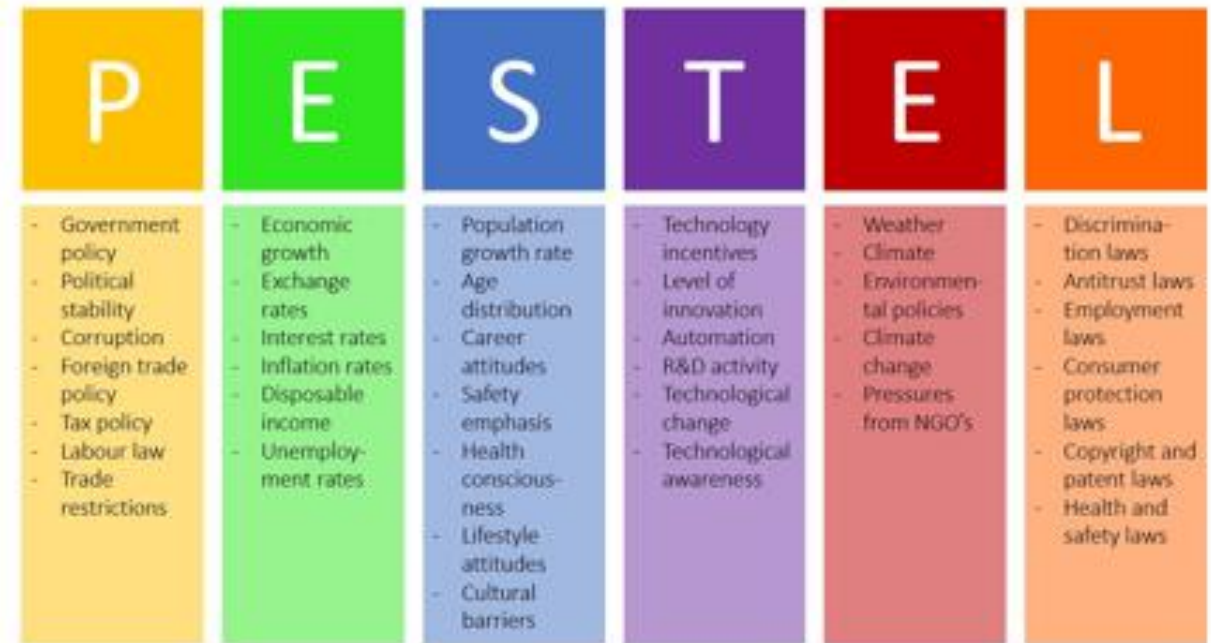 P
- Government
policy
- Political
stability
- Corruption
- Foreign trade
policy
- Tax policy
- Labour law
- Trade
restrictions
E
- Economic
growth
- Exchange
rates
- Interest rates
- Inflation rates
- Disposable
income
- Unemploy-
ment rates
S
- Population
growth rate
- Age
distribution
- Career
attitudes
- Safety
emphasis
- Health
conscious-
ness
- Lifestyle
attitudes
- Cultural
barriers
T
- Technology
incentives
- Level of
innovation
- Automation
- R&D activity
- Technological
change
- Technological
awareness
E
- Weather
- Climate
- Environmen-
tal policies
- Climate
change
- Pressures
from NGO's
L
- Discrimina-
tion laws
- Antitrust laws
- Employment
laws
- Consumer
protection
laws
- Copyright and
patent laws
- Health and
safety laws